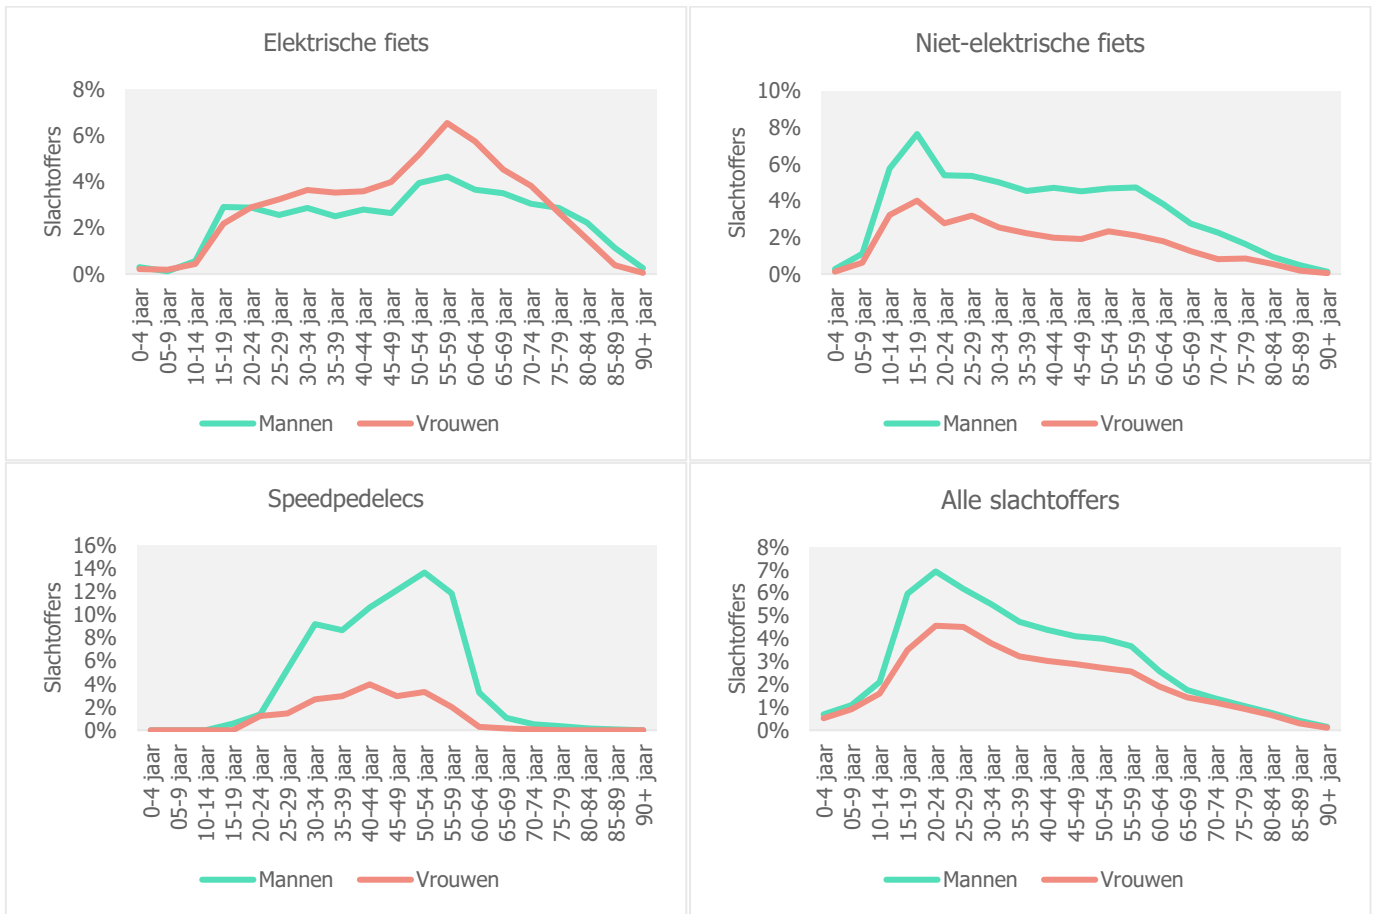 Elektrische fiets
8%
6%
4%
2%
0%
Slachtoffers
0-4 jaar
05-9 jaar
10-14 jaar
15-19 jaar
20-24 jaar
25-29 jaar
30-34 jaar
35-39 jaar
40-44 jaar
45-49 jaar
50-54 jaar
55-59 jaar
60-64 jaar
65-69 jaar
70-74 jaar
75-79 jaar
80-84 jaar
85-89 jaar
90+ jaar
Mannen Vrouwen
Niet-elektrische fiets
10%
8%
6%
4%
2%
0%
Slachtoffers
0-4 jaar
05-9 jaar
10-14 jaar
15-19 jaar
20-24 jaar
25-29 jaar
30-34 jaar
35-39 jaar
40-44 jaar
45-49 jaar
50-54 jaar
55-59 jaar
60-64 jaar
65-69 jaar
70-74 jaar
75-79 jaar
80-84 jaar
85-89 jaar
90+ jaar
Mannen Vrouwen
Speedpedelecs
16%
14%
12%
10%
8%
6%
4%
2%
0%
Slachtoffers
0-4 jaar
05-9 jaar
10-14 jaar
15-19 jaar
20-24 jaar
25-29 jaar
30-34 jaar
35-39 jaar
40-44 jaar
45-49 jaar
50-54 jaar
55-59 jaar
60-64 jaar
65-69 jaar
70-74 jaar
75-79 jaar
80-84 jaar
85-89 jaar
90+ jaar
Mannen Vrouwen
Alle slachtoffers
8%
7%
6%
5%
4%
3%
2%
1%
0%
Slachtoffers
0-4 jaar
05-9 jaar
10-14 jaar
15-19 jaar
20-24 jaar
25-29 jaar
30-34 jaar
35-39 jaar
40-44 jaar
45-49 jaar
50-54 jaar
55-59 jaar
60-64 jaar
65-69 jaar
70-74 jaar
75-79 jaar
80-84 jaar
85-89 jaar
90+ jaar
Mannen Vrouwen